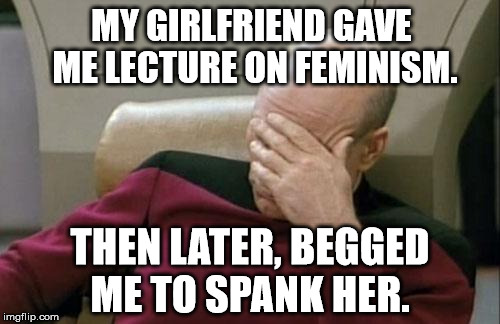 MY GIRLFRIEND GAVE
ME LECTURE ON FEMINISM.
THEN LATER, BEGGED
ME TO SPANK HER.
imgflip.com